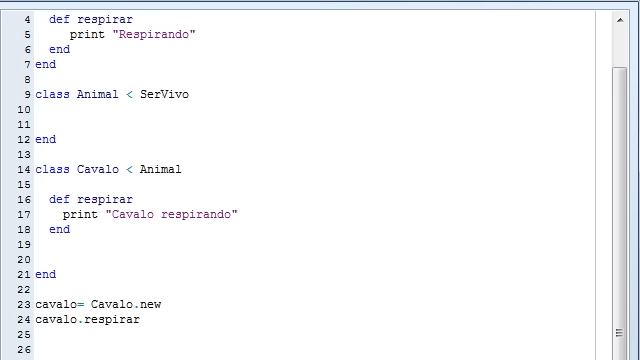 4 def respirar
5 print "Respirando"
6 end
7 end
8
9 class Animal < SerVivo
10
11
12 end
13
14 class Cavalo < Animal
15
16 def respirar
17 print "Cavalo respirando"
18 end
19
20
21 end
22
23 cavalo= Cavalo.new
24 cavalo.respirar
25
26